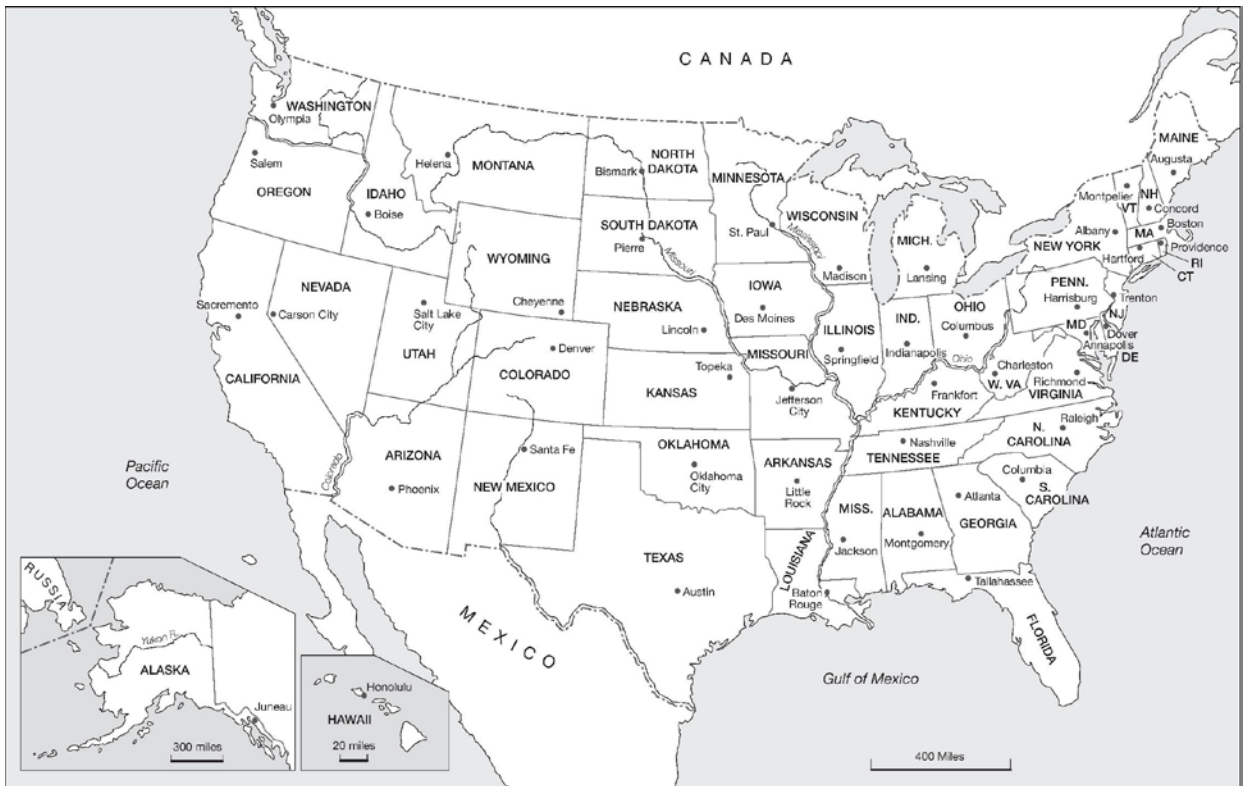 CANADA
WASHINGTON
Olympia
Salem
OREGON
IDAHO
Boise
Helena
MONTANA
Bismark
NORTH
DAKOTA
MINNESOTA
St. Paul
SOUTH DAKOTA
Pierre
Missouri
WYOMING
Cheyenne
NEBRASKA
Lincoln
IOWA
Des Moines
WISCONSIN
Mississippi
Madison
MICH.
Lansing
MAINE
Augusta
Montpelier
VT
NH
Concord
Boston
MA
Albany
NEW YORK
Hartford
Providence
RI
CT
PENN.
Harrisburg
Trenton
NJ
MD
Dover
Annapolis
DE
OHIO
Columbus
Ohio
IND.
Indianapolis
ILLINOIS
Springfield
NEVADA
Carson City
Sacremento
CALIFORNIA
Salt Lake
City
UTAH
Denver
COLORADO
Topeka
KANSAS
MISSOURI
Jefferson
City
Charleston
W. VA
Richmond
VIRGINIA
Frankfort
KENTUCKY
Raleigh
N.
CAROLINA
Nashville
TENNESSEE
Columbia
S.
CAROLINA
Colorado
ARIZONA
Phoenix
Santa Fe
NEW MEXICO
OKLAHOMA
Oklahoma
City
ARKANSAS
Little
Rock
MISS.
Jackson
ALABAMA
Montgomery
Atlanta
GEORGIA
TEXAS
Austin
LOUISIANA
Baton
Rouge
Tallahassee
FLORIDA
Pacific
Ocean
Atlantic
Ocean
Gulf of Mexico
MEXICO
RUSSIA
Yukon R.
ALASKA
Juneau
300 miles
Honolulu
HAWAII
20 miles
400 Miles